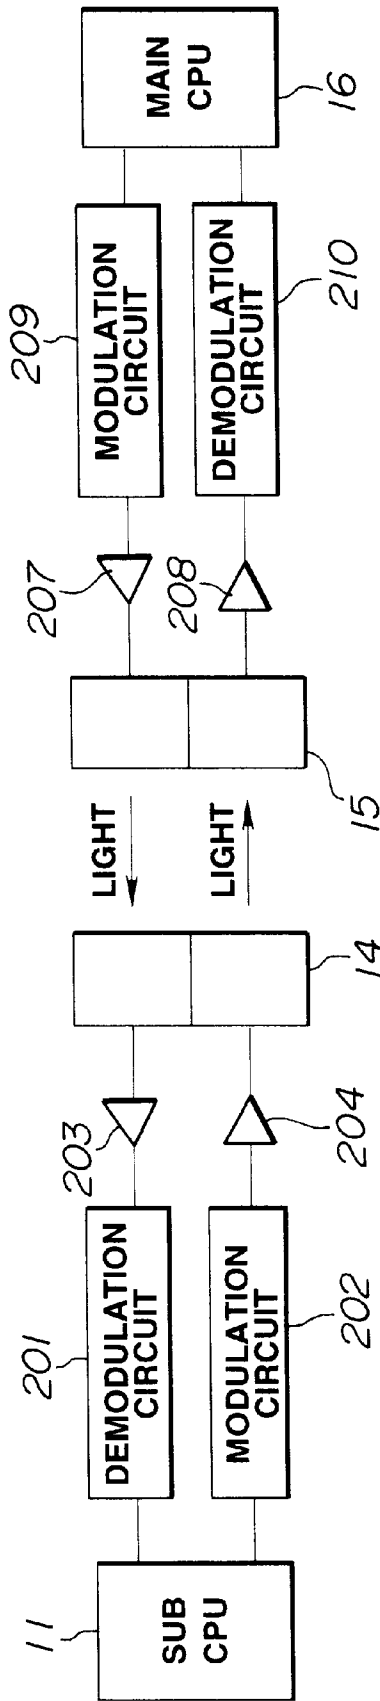 11
SUB
CPU
201
DEMODULATION
CIRCUIT
MODULATION
CIRCUIT
202
203
204
14
LIGHT
LIGHT
15
207
208
209
MODULATION
CIRCUIT
DEMODULATION
CIRCUIT
210
MAIN
CPU
16